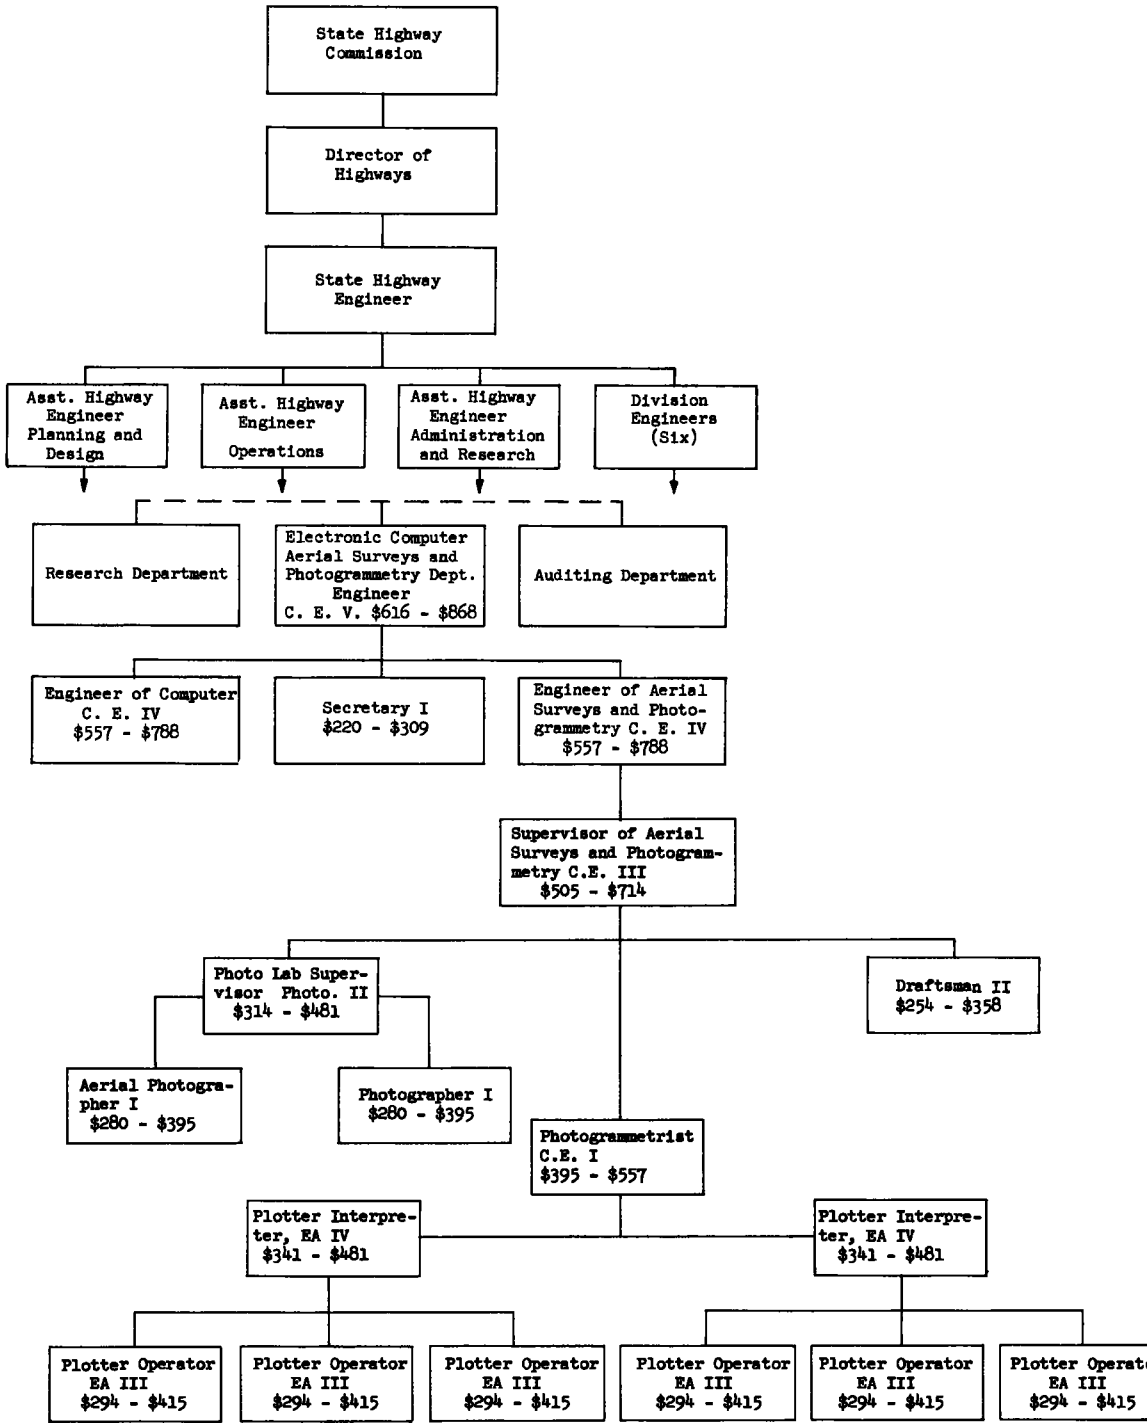 State Highway
Commission
Director of
Highways
State Highway
Engineer
Asst. Highway
Engineer
Planning and
Design
Asst. Highway
Engineer
Operations
Asst. Highway
Engineer
Administration
and Research
Division
Engineers
(Six)
Research Department
Electronic Computer
Aerial Surveys and
Photogrammetry Dept.
Engineer
C. E. V. $616 - $868
Auditing Department
Engineer of Computer
C. E. IV
$557 - $788
Secretary I
$220 - $309
Engineer of Aerial
Surveys and Photo-
grammetry C. E. IV
$557 - $788
Supervisor of Aerial
Surveys and Photogram-
metry C.E. III
$505 - $714
Photo Lab Super-
visor Photo. II
$314 - $481
Draftsman II
$254 - $358
Aerial Photogra-
pher I
$280 - $395
Photographer I
$280 - $395
Photogrammetrist
C.E. I
$395 - $557
Plotter Interpre-
ter, EA IV
$341 - $481
Plotter Interpre-
ter, EA IV
$341 - $481
Plotter Operator
EA III
$294 - $415
Plotter Operator
EA III
$294 - $415
Plotter Operator
EA III
$294 - $415
Plotter Operator
EA III
$294 - $415
Plotter Operator
EA III
$294 - $415
Plotter Operato
EA III
$294 - $415